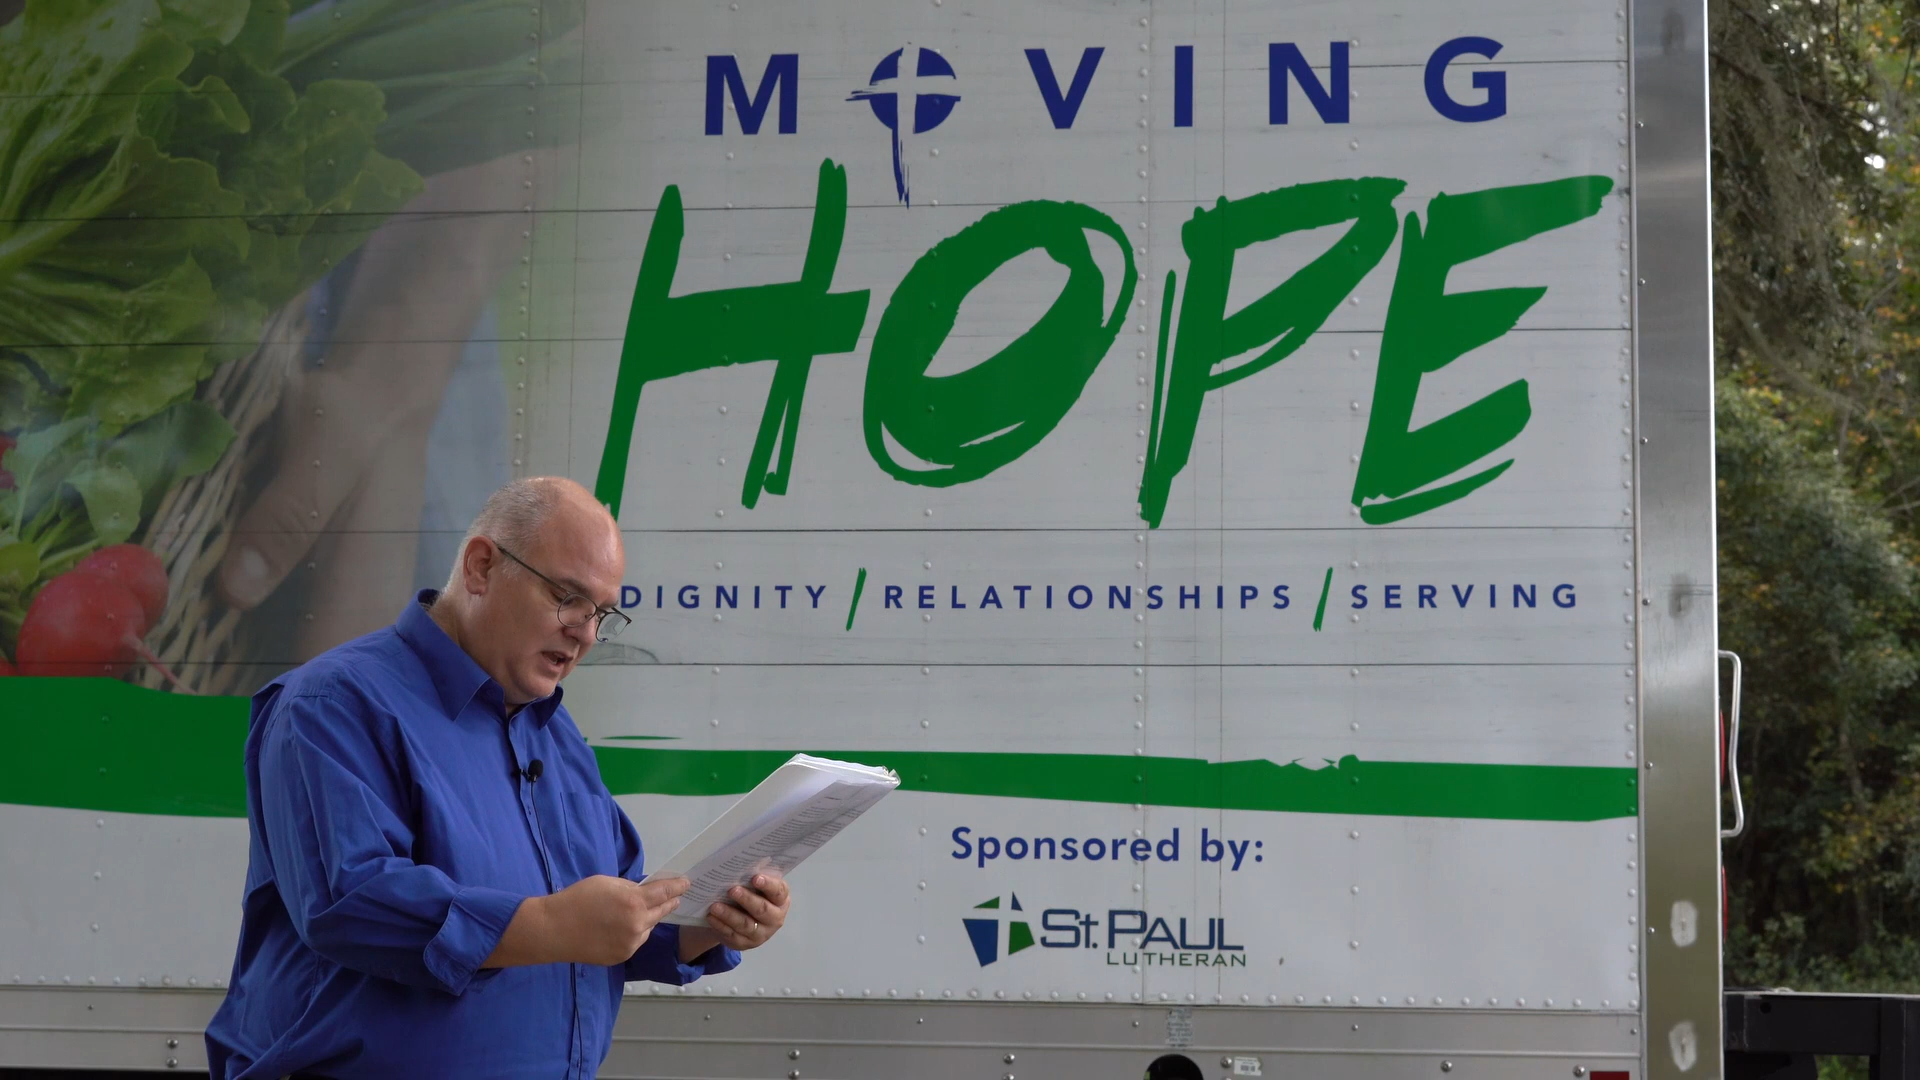 MOVING
HOPE
DIGNITY / RELATIONSHIPS / SERVING
Sponsored by:
St. PAUL
LUTHERAN